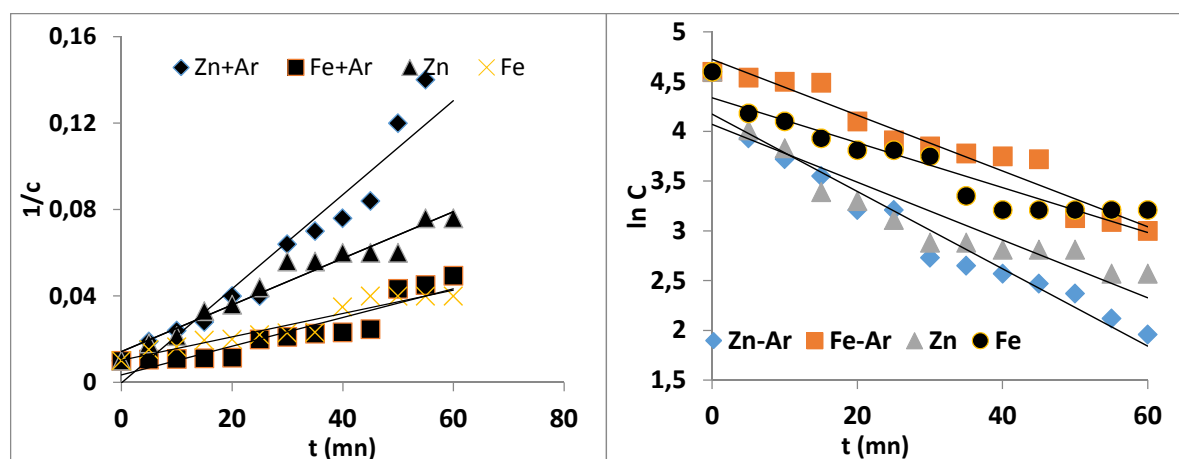 0,16
0,12
0,08
0,04
0
1/c
Zn+Ar Fe+Ar Zn Fe
0 20 40 60 80
t (mn)
5
4,5
4
3,5
3
2,5
2
1,5
ln C
Zn-Ar Fe-Ar Zn Fe
0 20 40 60
t (mn)